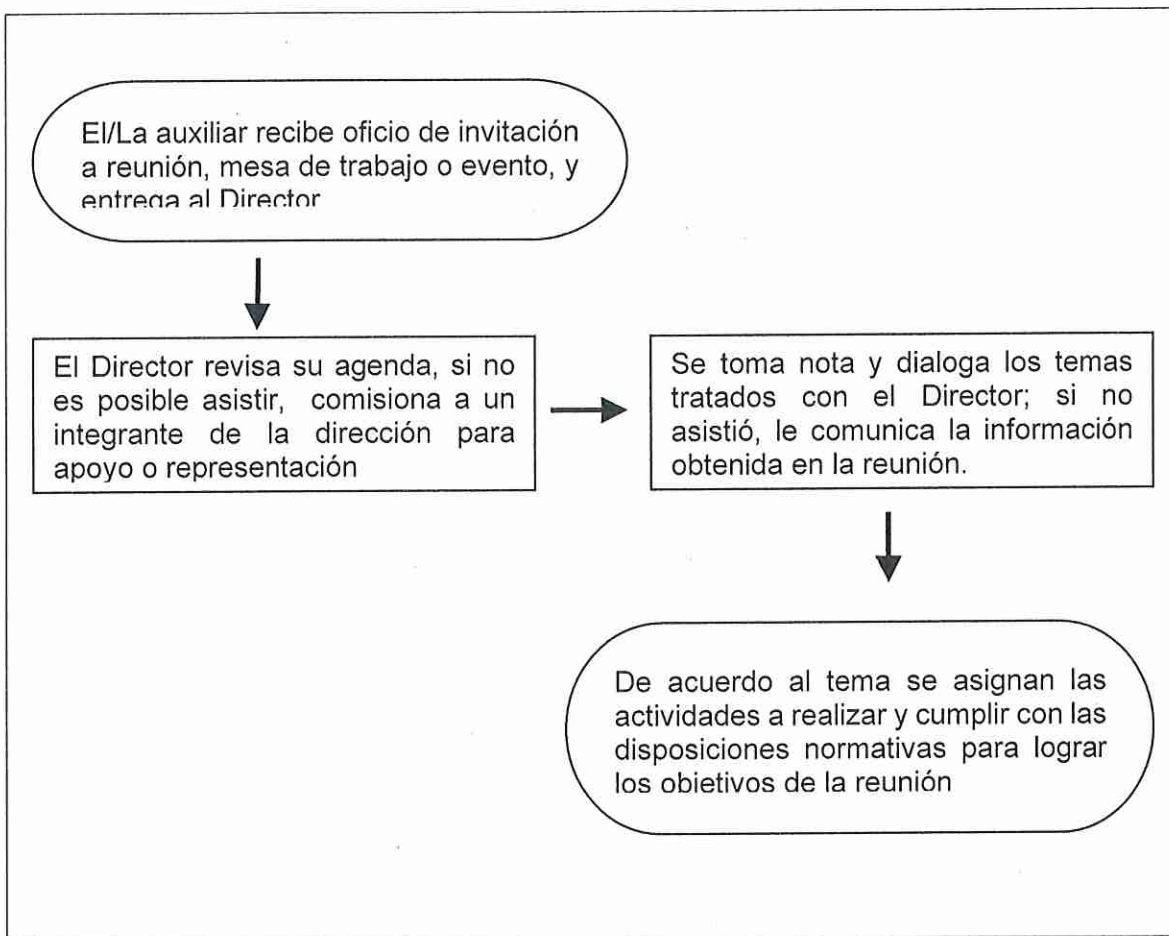 El/La auxiliar recibe oficio de invitación
a reunión, mesa de trabajo o evento, y
entrega al Director
El Director revisa su agenda, si no
es posible asistir, comisiona a un
integrante de la dirección para
apoyo o representación
Se toma nota y dialoga los temas
tratados con el Director; si no
asistió, le comunica la información
obtenida en la reunión.
De acuerdo al tema se asignan las
actividades a realizar y cumplir con las
disposiciones normativas para lograr
los objetivos de la reunión